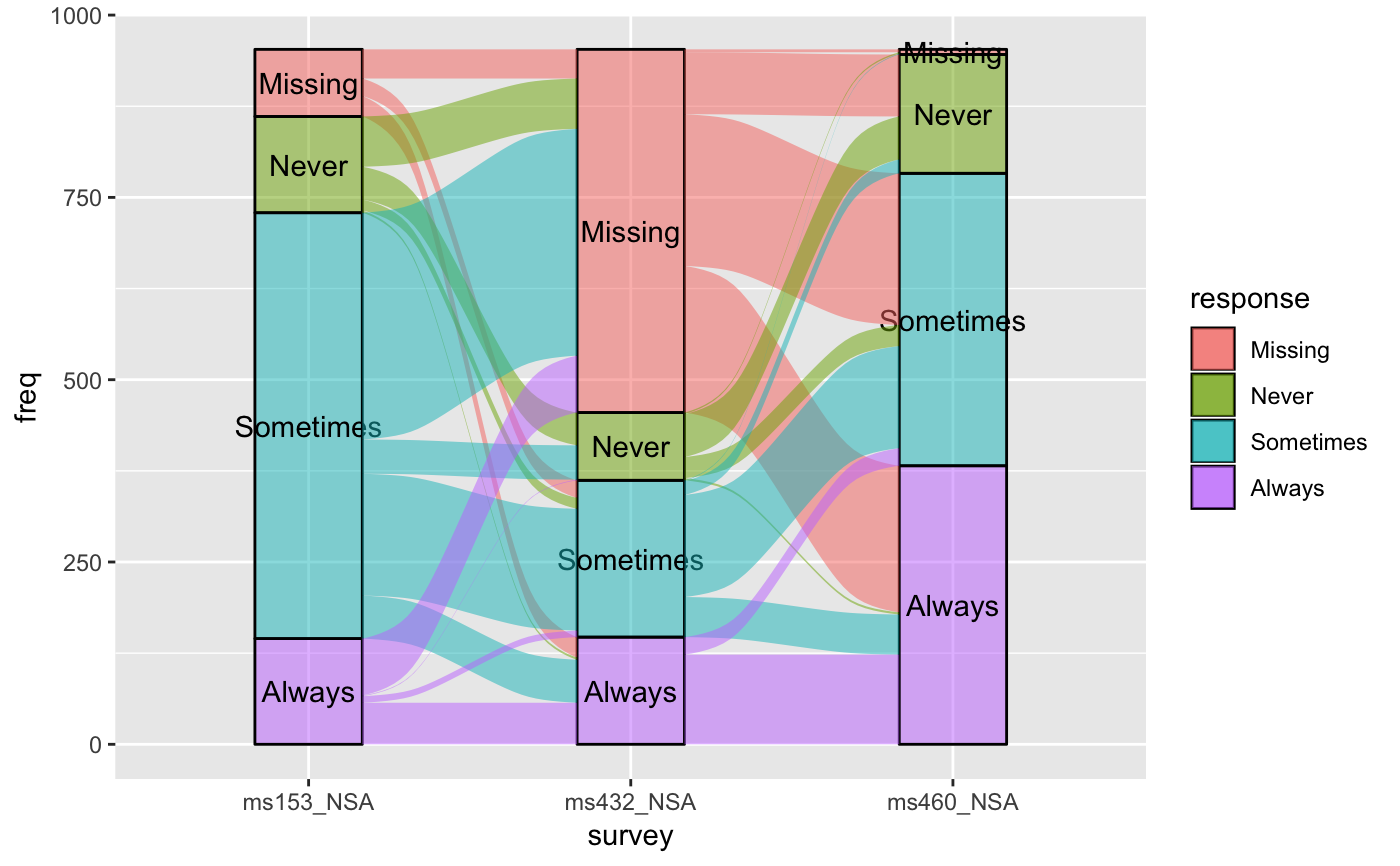 1000
750
500
250
0
freq
Missing
Never
Sometimes
Always
Missing
Never
Sometimes
Always
Missing
Never
Sometimes
Always
ms153_NSA
ms432_NSA
ms460_NSA
survey
response
Missing
Never
Sometimes
Always